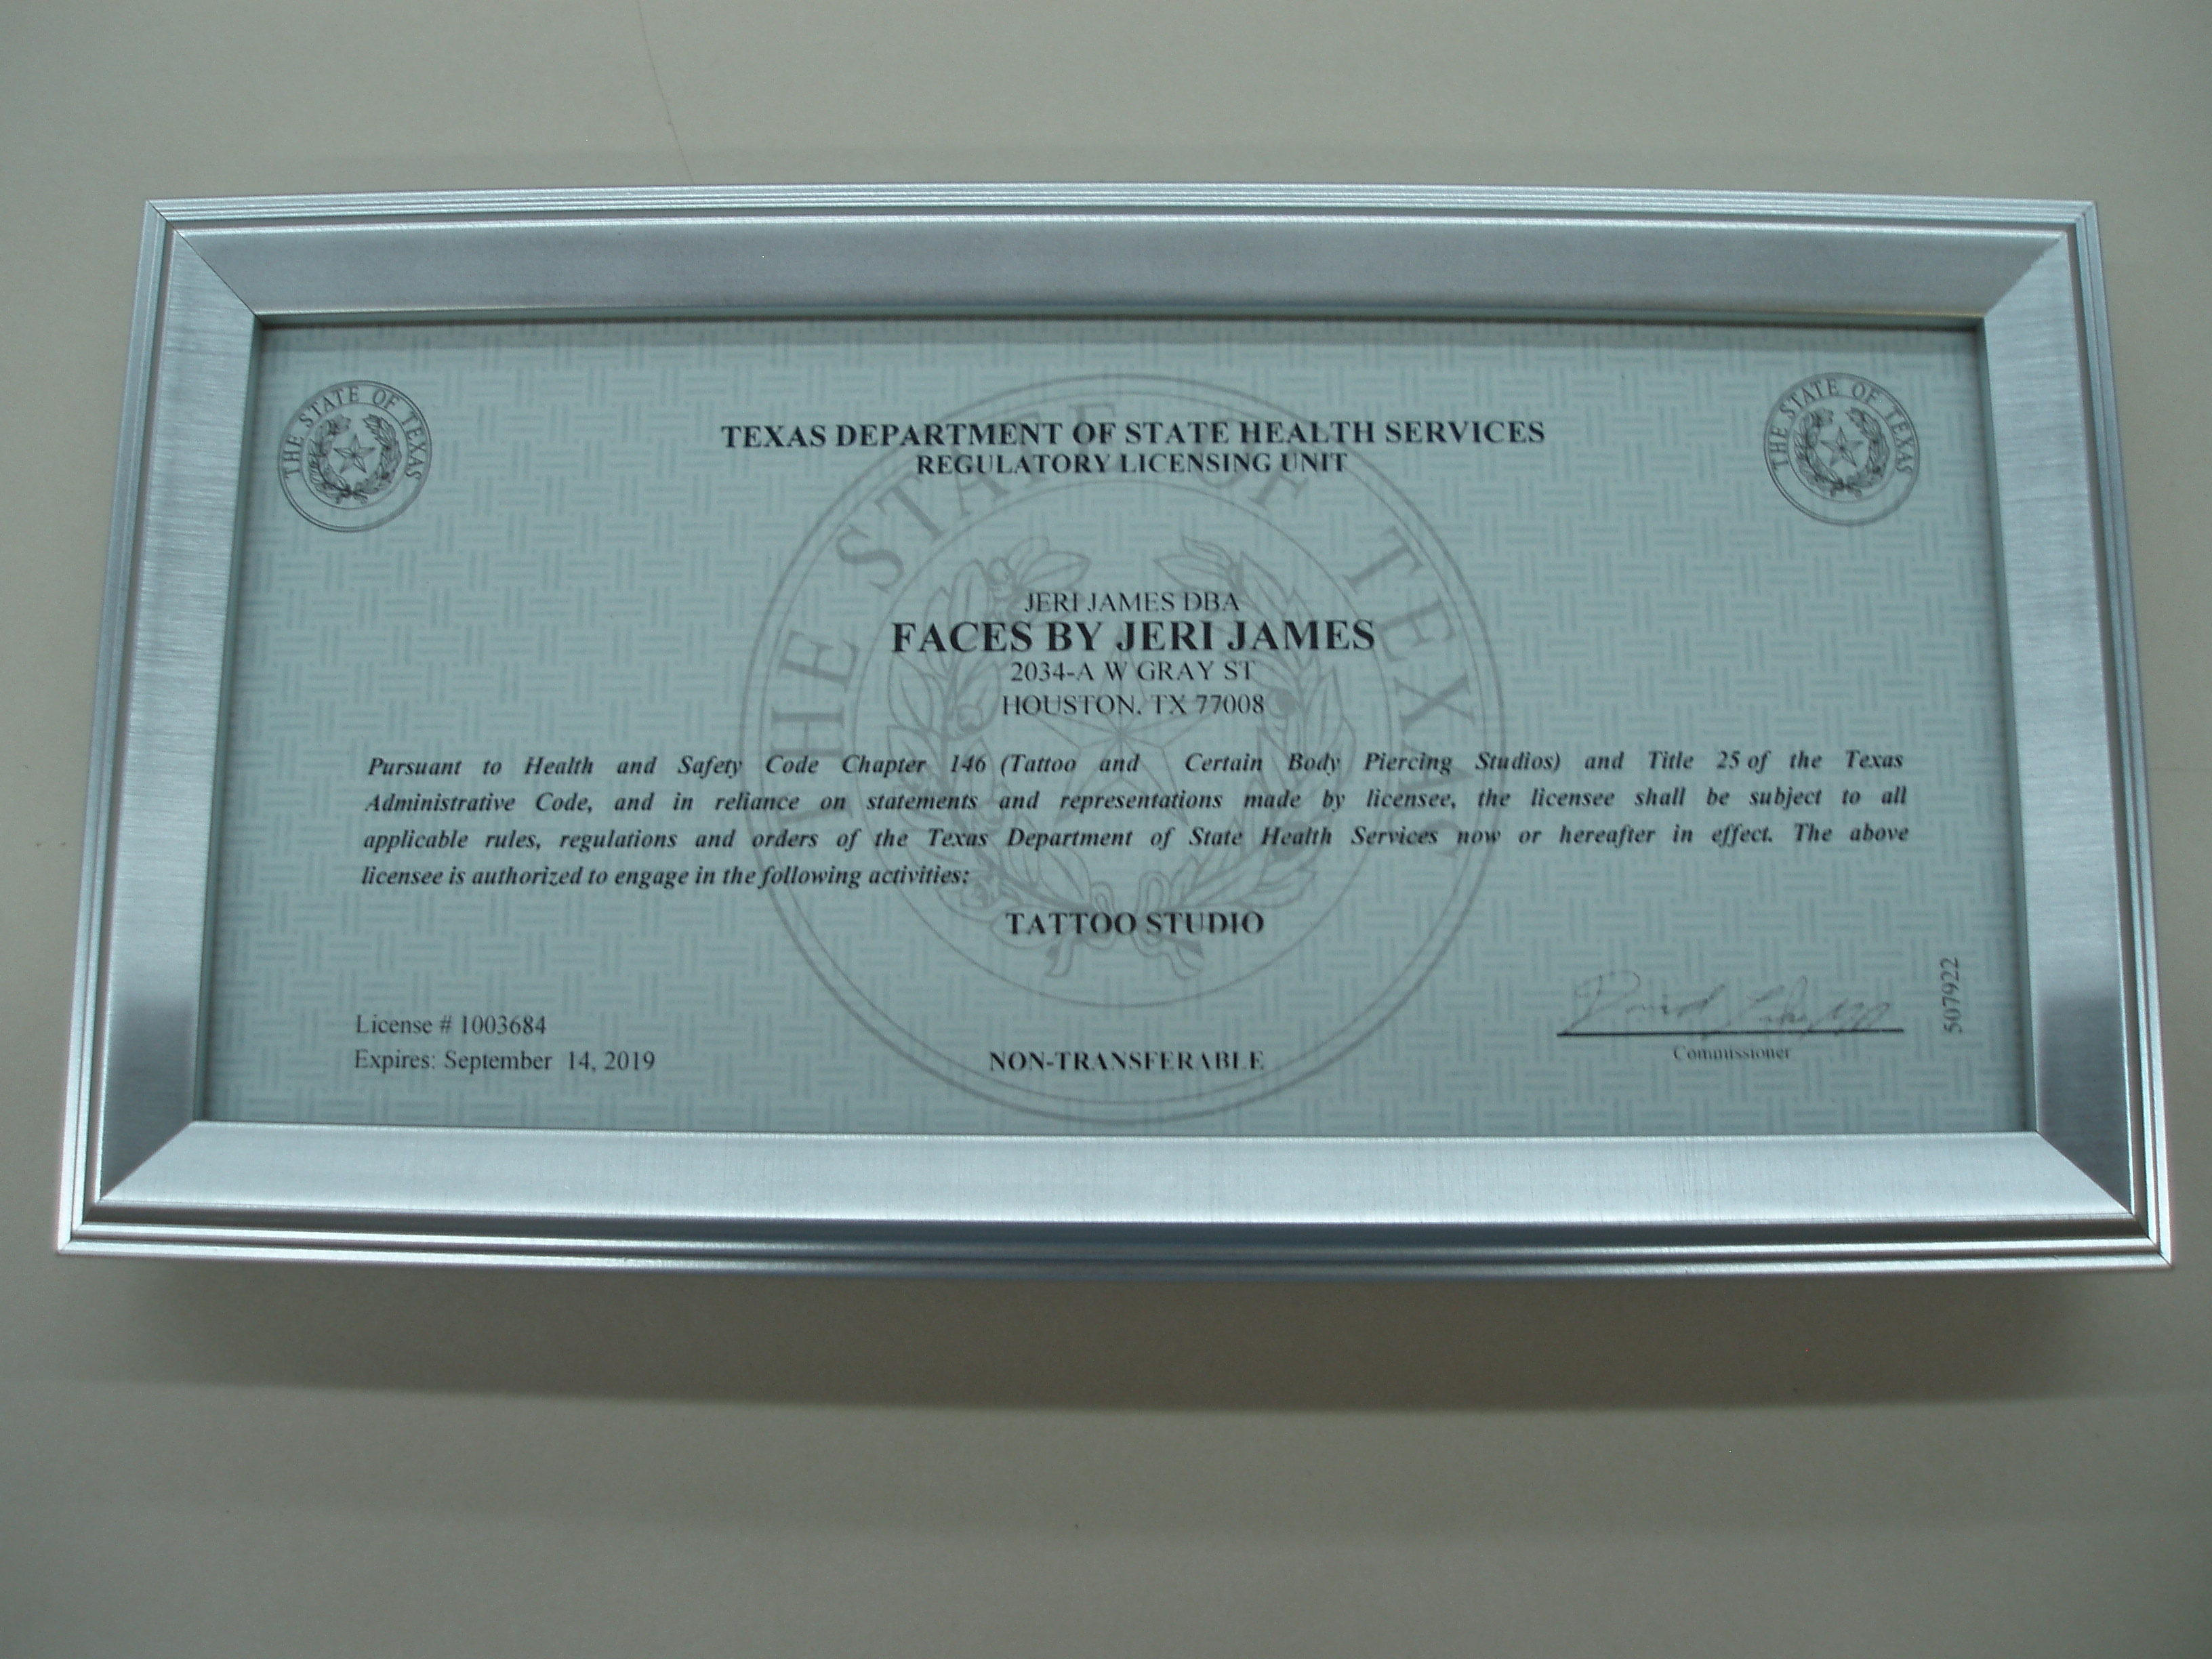 THE STATE OF TEXAS
THE STATE OF TEXAS
THE STATE OF TEXAS
TEXAS DEPARTMENT OF STATE HEALTH SERVICES
REGULATORY LICENSING UNIT
JERI JAMES DBA
FACES BY JERI JAMES
2034-A W GRAY ST
HOUSTON, TX 77008
Pursuant to Health and Safety Code Chapter 146 (Tattoo and Certain Body Piercing Studios) and Title 25 of the Texas
Administrative Code, and in reliance on statements and representations made by licensee, the licensee shall be subject to all
applicable rules, regulations and orders of the Texas Department of State Health Services now or hereafter in effect. The above
licensee is authorized to engage in the following activities:
TATTOO STUDIO
License # 1003684
Expires: September 14, 2019
NON-TRANSFERABLE
David
Commissioner
507922